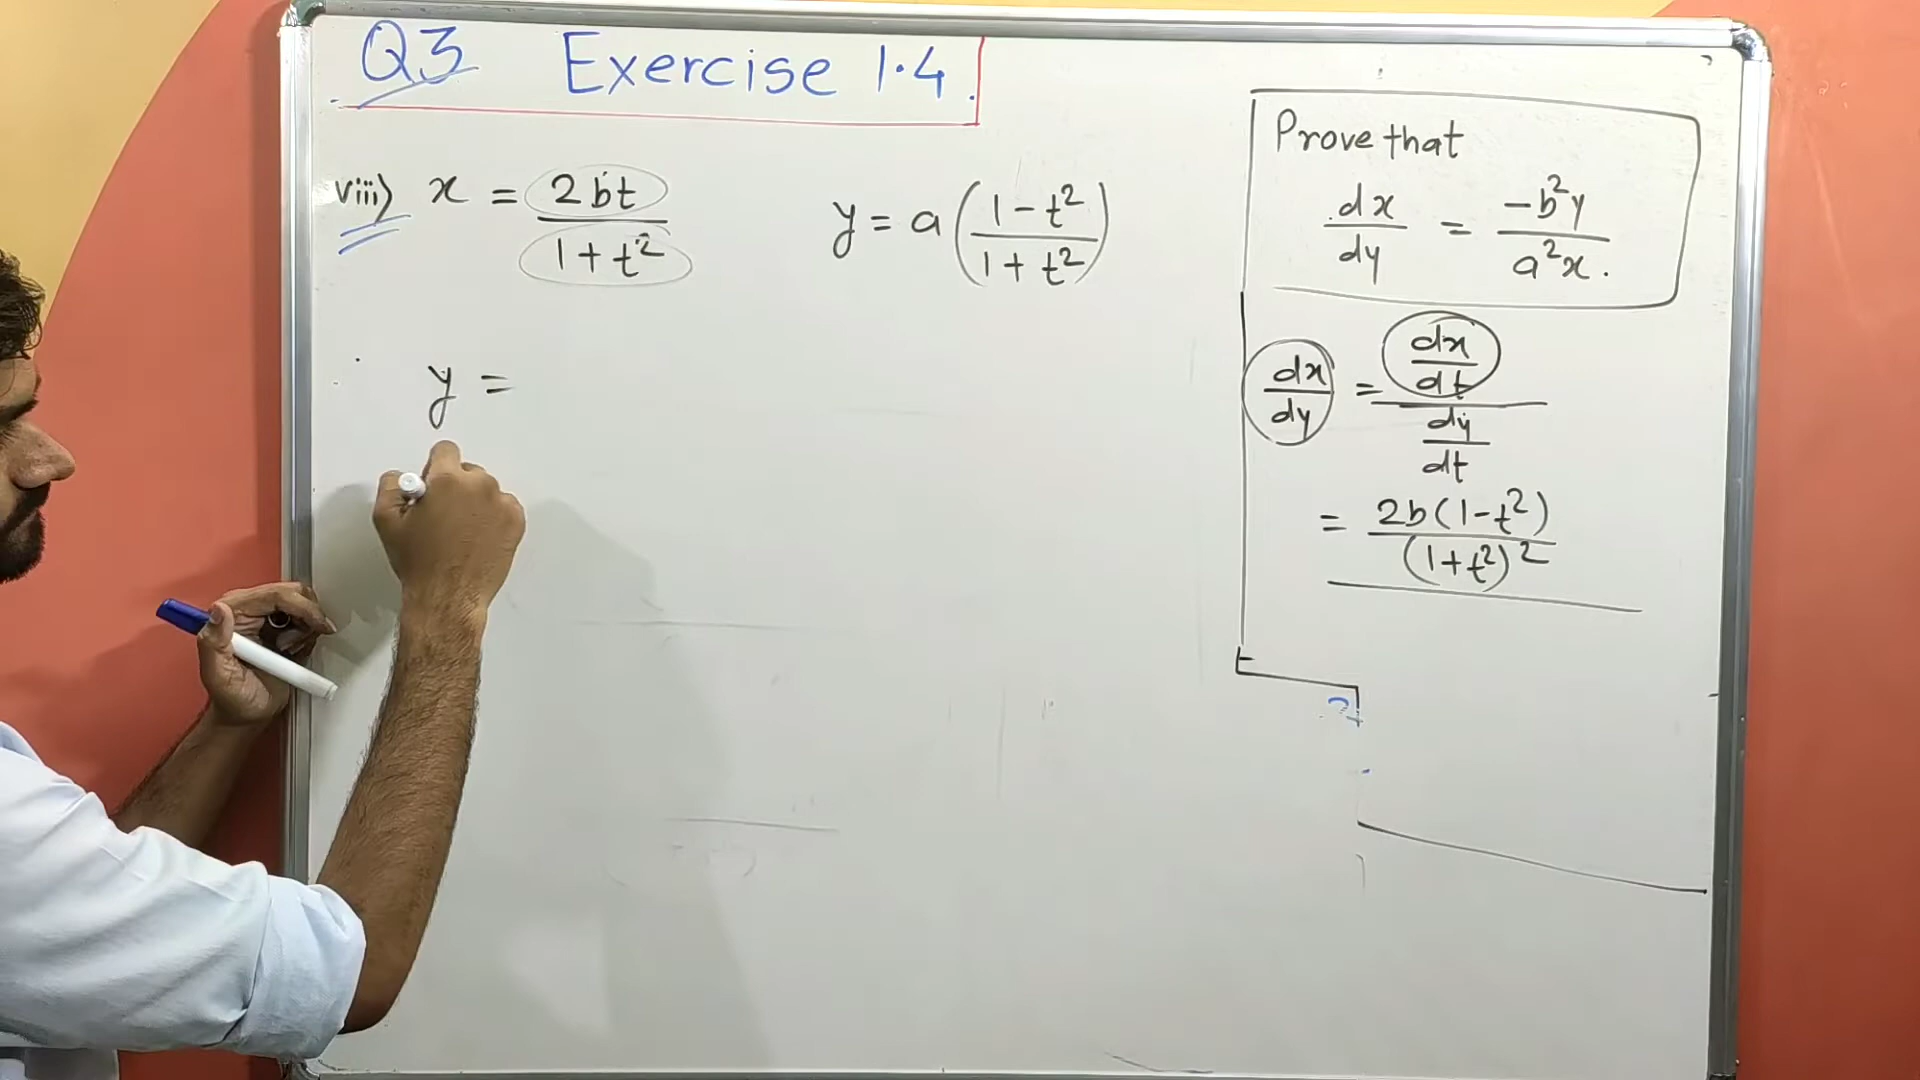 Q3 Exercise 1.4.
viii) x = 2bt / 1 + t² y = a (1 - t² / 1 + t²)
y =
Prove that
dx/dy = -b²y / a²x.
dx/dy = dx/dt / dy/dt
= 2b(1-t²) / (1+t²)²